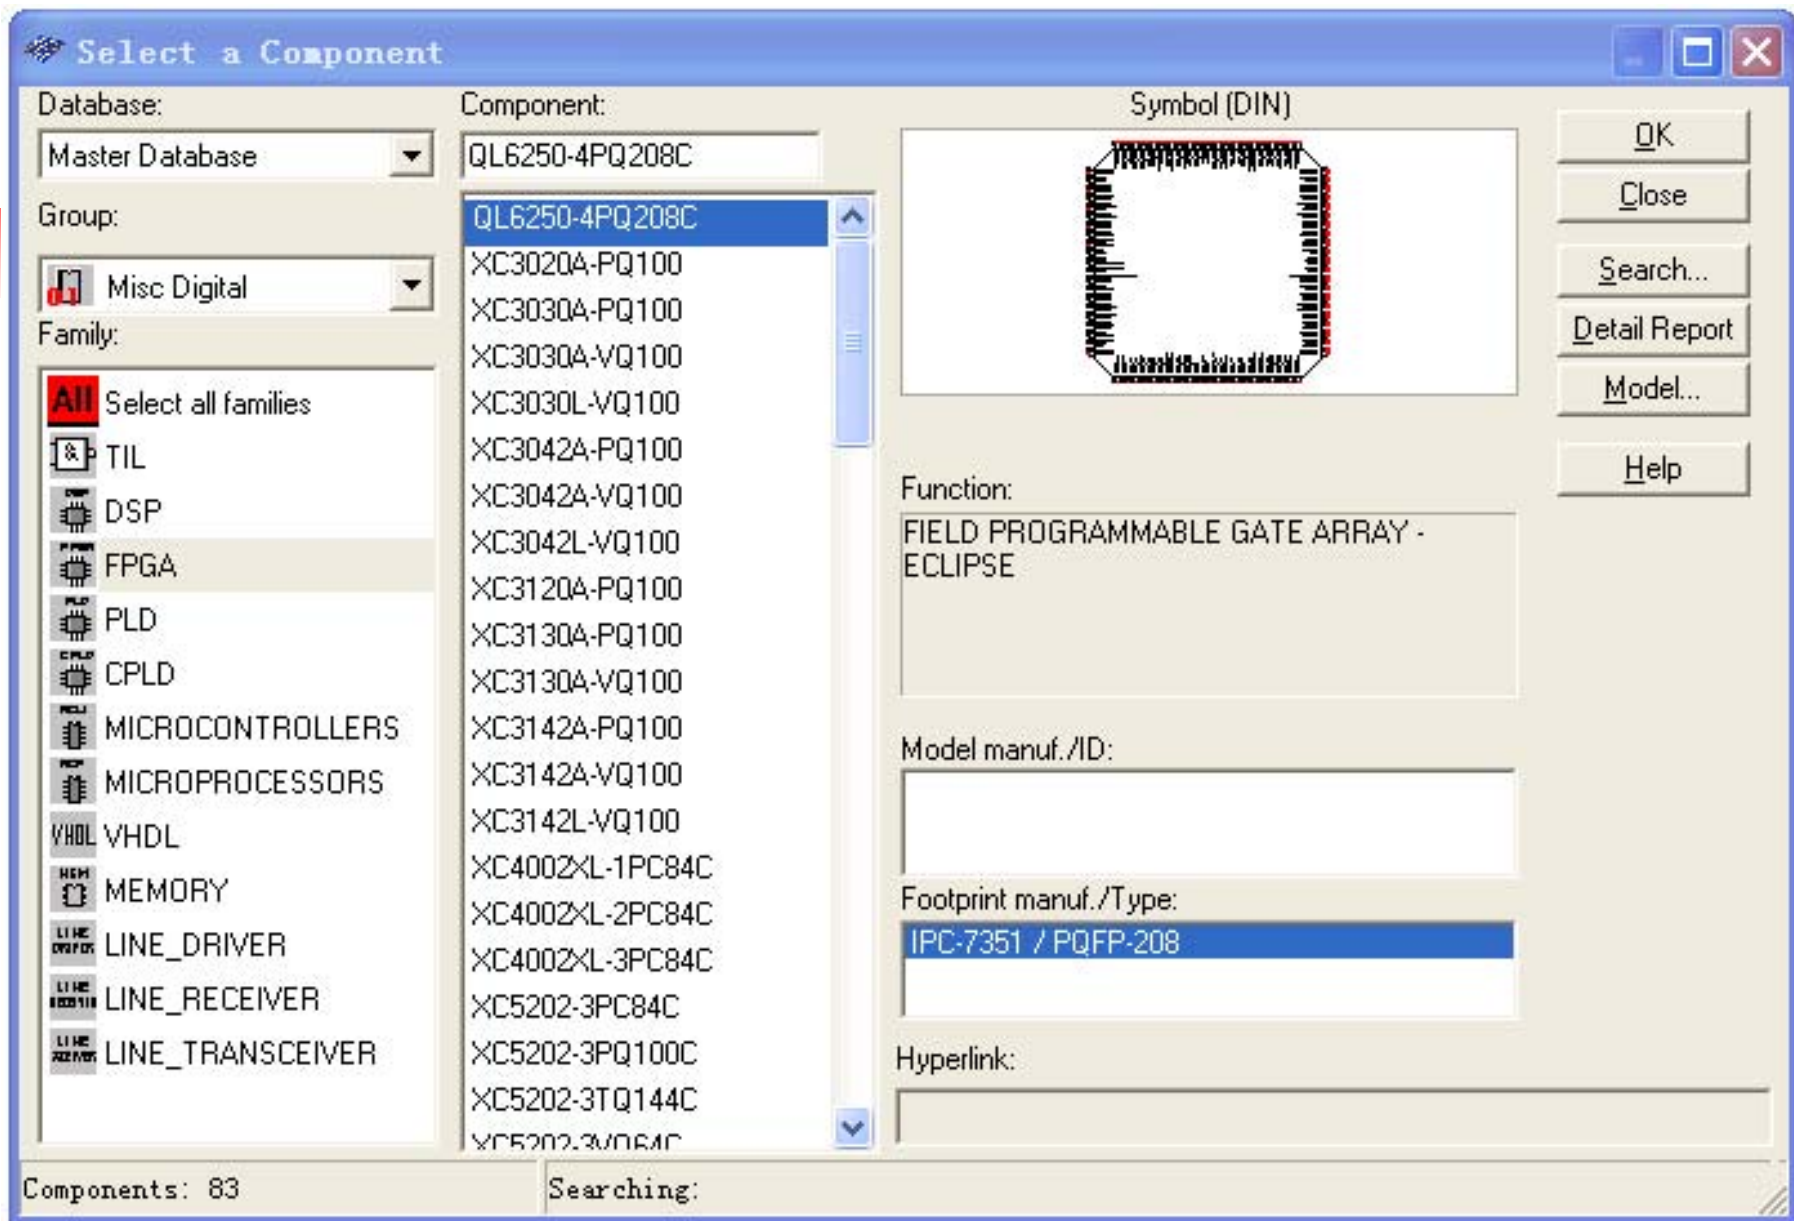 Select a Component
Database:
Master Database
Group:
Misc Digital
Family:
All Select all families
TIL
DSP
FPGA
PLD
CPLD
MICROCONTROLLERS
MICROPROCESSORS
VHDL VHDL
MEMORY
LINE_DRIVER
LINE_RECEIVER
LINE_TRANSCEIVER
Component:
QL6250-4PQ208C
QL6250-4PQ208C
XC3020A-PQ100
XC3030A-PQ100
XC3030A-VQ100
XC3030L-VQ100
XC3042A-PQ100
XC3042A-VQ100
XC3042L-VQ100
XC3120A-PQ100
XC3130A-PQ100
XC3130A-VQ100
XC3142A-PQ100
XC3142A-VQ100
XC3142L-VQ100
XC4002XL-1PC84C
XC4002XL-2PC84C
XC4002XL-3PC84C
XC5202-3PC84C
XC5202-3PQ100C
XC5202-3TQ144C
XC5202-3VQ64C
Symbol (DIN)
Function:
FIELD PROGRAMMABLE GATE ARRAY -
ECLIPSE
Model manuf./ID:
Footprint manuf./Type:
IPC-7351 / PQFP-208
Hyperlink:
OK
Close
Search...
Detail Report
Model...
Help
Components: 83
Searching: